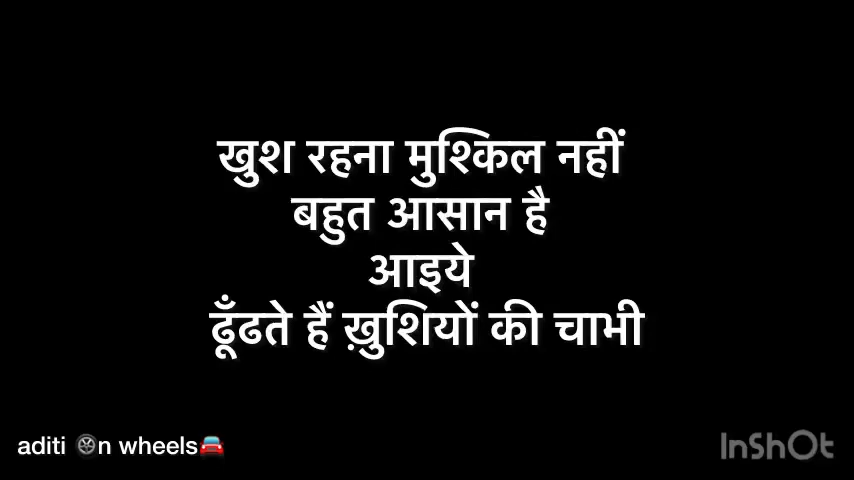 खुश रहना मुश्किल नहीं
बहुत आसान है
आइये
ढूँढते हैं ख़ुशियों की चाभी
aditi 🛞n wheels🚘
InShOt